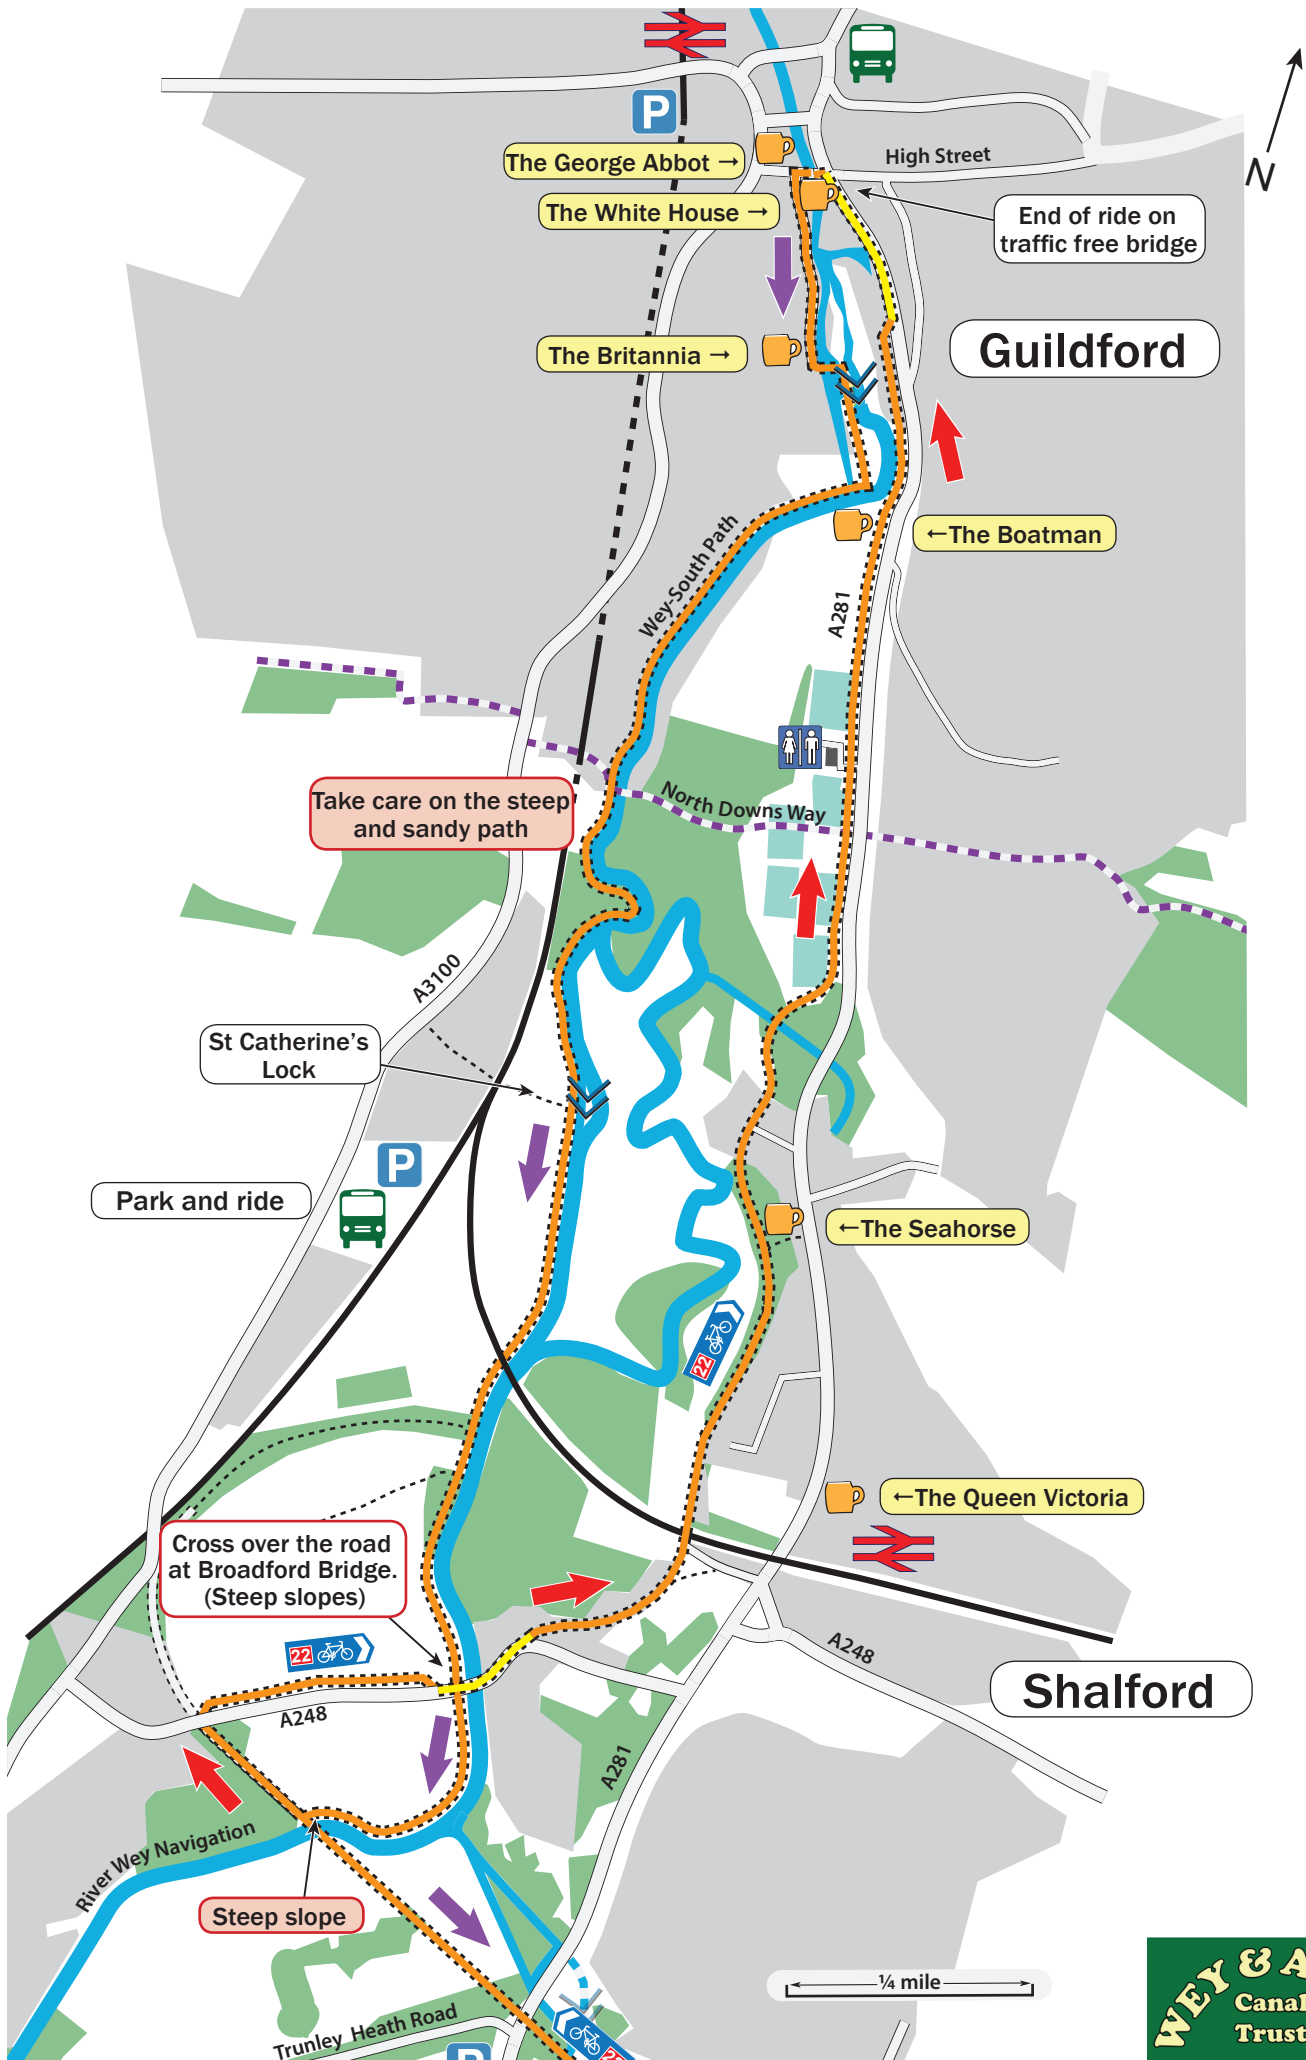 P
The George Abbot →
High Street
The White House →
End of ride on
traffic free bridge
N
The Britannia →
Guildford
←The Boatman
Wey-South Path
A281
Take care on the steep
and sandy path
North Downs Way
A3100
St Catherine's
Lock
P
Park and ride
←The Seahorse
22
←The Queen Victoria
Cross over the road
at Broadford Bridge.
(Steep slopes)
22
A248
A248
Shalford
A281
River Wey Navigation
Steep slope
¼ mile
WEY & A
Canal
Trust
Trunley Heath Road
P
22